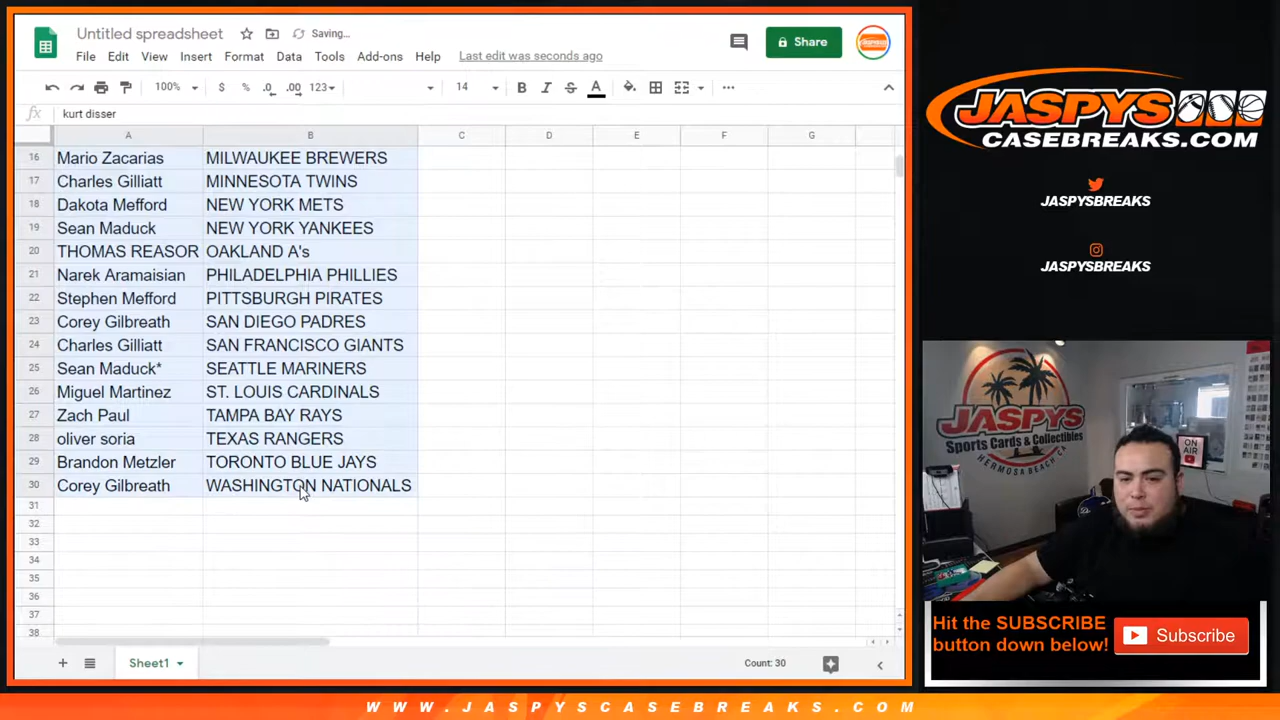 Untitled spreadsheet Saving...
File Edit View Insert Format Data Tools Add-ons Help Last edit was seconds ago
Share
100% $ % .0 .00 123 14 B I S A
fx kurt disser
A B C D E F G
16 Mario Zacarias MILWAUKEE BREWERS
17 Charles Gilliatt MINNESOTA TWINS
18 Dakota Mefford NEW YORK METS
19 Sean Maduck NEW YORK YANKEES
20 THOMAS REASOR OAKLAND A's
21 Narek Aramaisian PHILADELPHIA PHILLIES
22 Stephen Mefford PITTSBURGH PIRATES
23 Corey Gilbreath SAN DIEGO PADRES
24 Charles Gilliatt SAN FRANCISCO GIANTS
25 Sean Maduck* SEATTLE MARINERS
26 Miguel Martinez ST. LOUIS CARDINALS
27 Zach Paul TAMPA BAY RAYS
28 oliver soria TEXAS RANGERS
29 Brandon Metzler TORONTO BLUE JAYS
30 Corey Gilbreath WASHINGTON NATIONALS
31
32
33
34
35
36
37
38
Sheet1 Count: 30
JASPYS
CASEBREAKS.COM
JASPYSBREAKS
JASPYSBREAKS
JASPYS
Sports Cards & Collectibles
HERMOSA BEACH CA
ON AIR
Hit the SUBSCRIBE
button down below!
Subscribe
WWW.JASPYSCASEBREAKS.COM